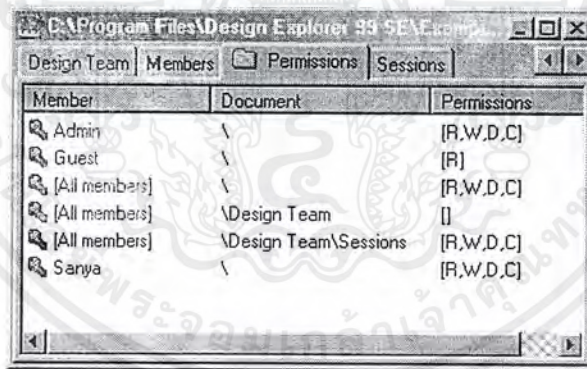 C:\Program Files\Design Explorer 99 SE\Examp...
Design Team Members Permissions Sessions
Member Document Permissions
Admin \ [R,W,D,C]
Guest \ [R]
[All members] \ [R,W,D,C]
[All members] \Design Team []
[All members] \Design Team\Sessions [R,W,D,C]
Sanya \ [R,W,D,C]